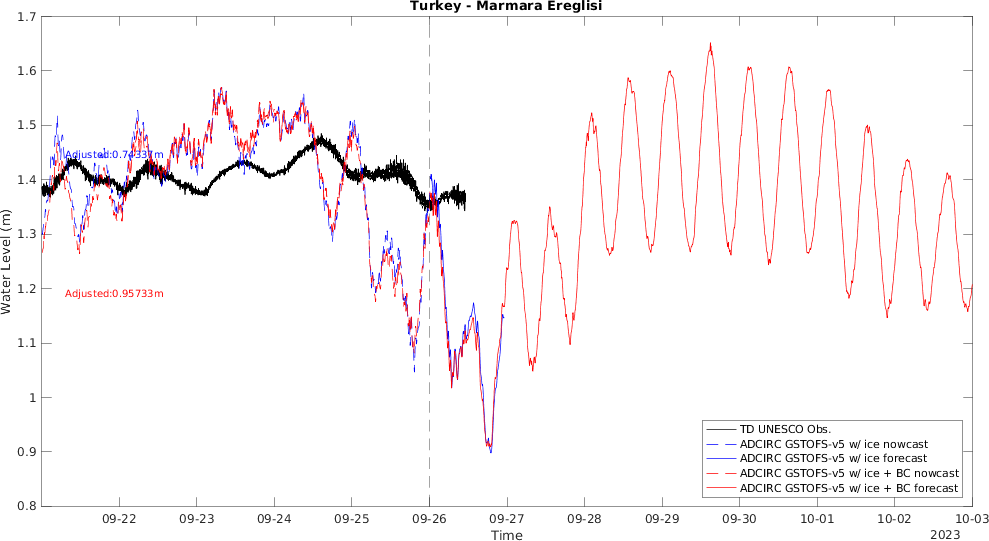 Turkey - Marmara Ereglisi
1.7
1.6
1.5
1.4
1.3
1.2
1.1
1
0.9
0.8
Water Level (m)
Adjusted:0.74337m
Adjusted:0.95733m
TD UNESCO Obs.
ADCIRC GSTOFS-v5 w/ ice nowcast
ADCIRC GSTOFS-v5 w/ ice forecast
ADCIRC GSTOFS-v5 w/ ice + BC nowcast
ADCIRC GSTOFS-v5 w/ ice + BC forecast
09-22 09-23 09-24 09-25 09-26 09-27 09-28 09-29 09-30 10-01 10-02 10-03
Time
2023